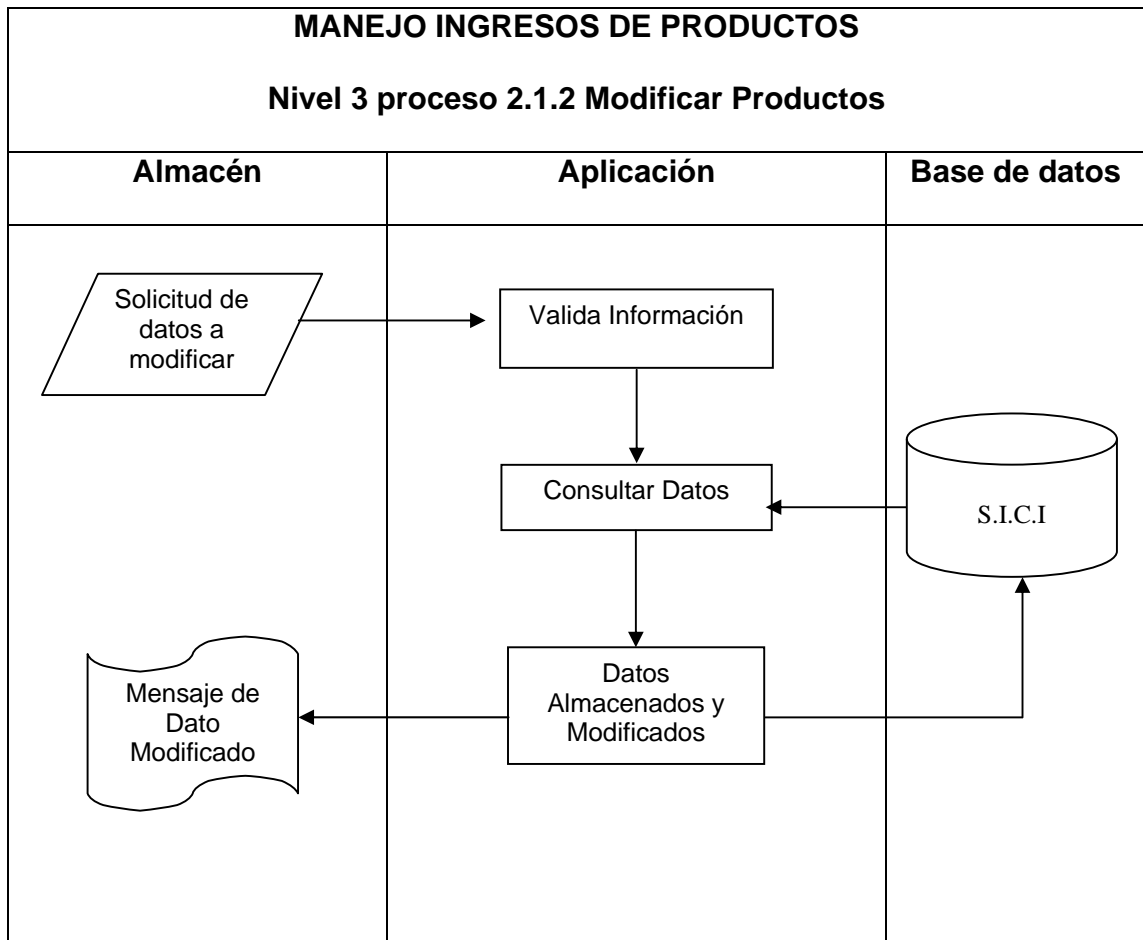 MANEJO INGRESOS DE PRODUCTOS
Nivel 3 proceso 2.1.2 Modificar Productos
Almacén
Aplicación
Base de datos
Solicitud de
datos a
modificar
Valida Información
Consultar Datos
S.I.C.I
Datos
Almacenados y
Modificados
Mensaje de
Dato
Modificado